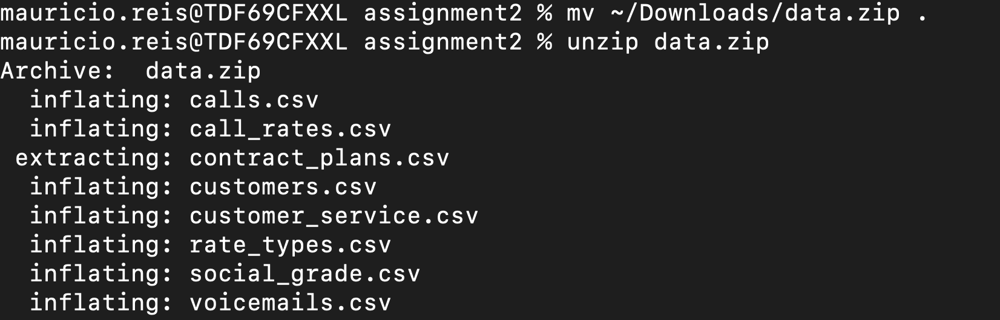 mauricio.reis@TDF69CFXXL assignment2 % mv ~/Downloads/data.zip .
mauricio.reis@TDF69CFXXL assignment2 % unzip data.zip
Archive:  data.zip
  inflating: calls.csv
  inflating: call_rates.csv
 extracting: contract_plans.csv
  inflating: customers.csv
  inflating: customer_service.csv
  inflating: rate_types.csv
  inflating: social_grade.csv
  inflating: voicemails.csv